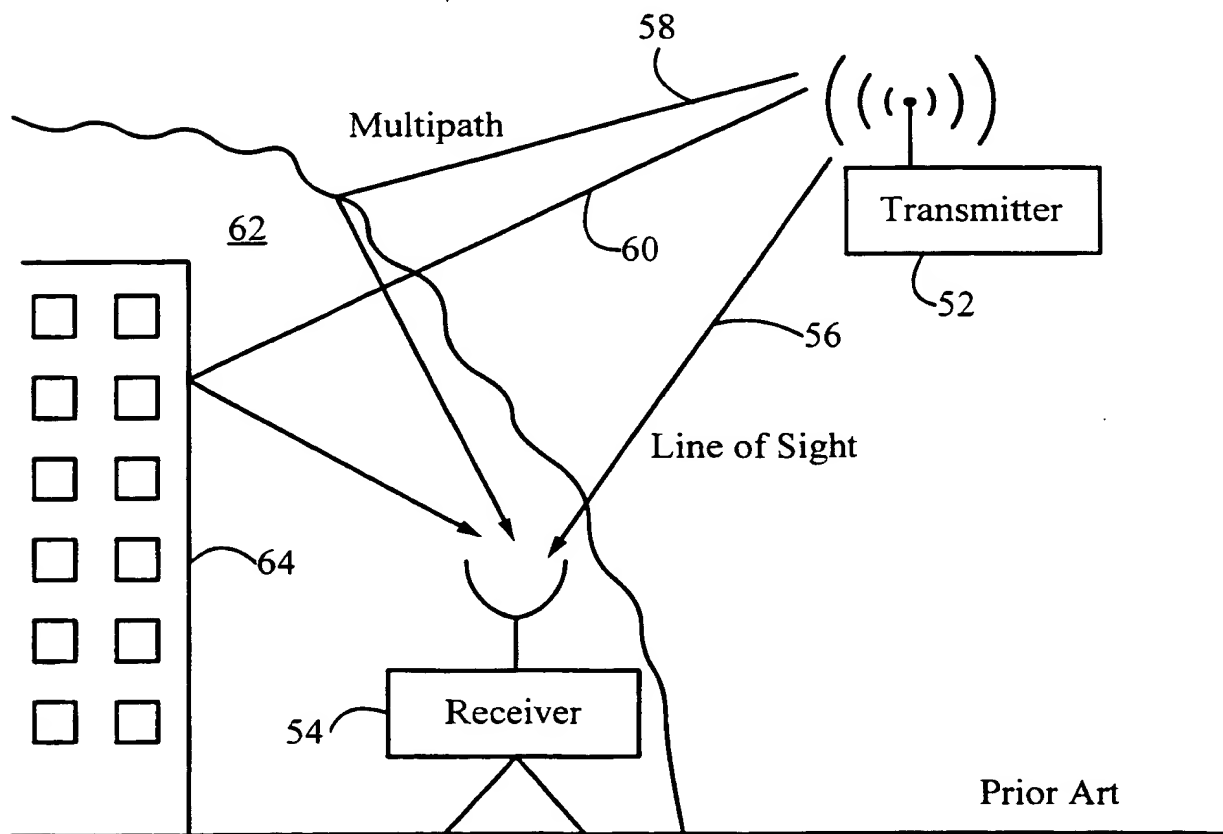 58
Multipath
62
Transmitter
60
52
56
Line of Sight
64
Receiver
54
Prior Art